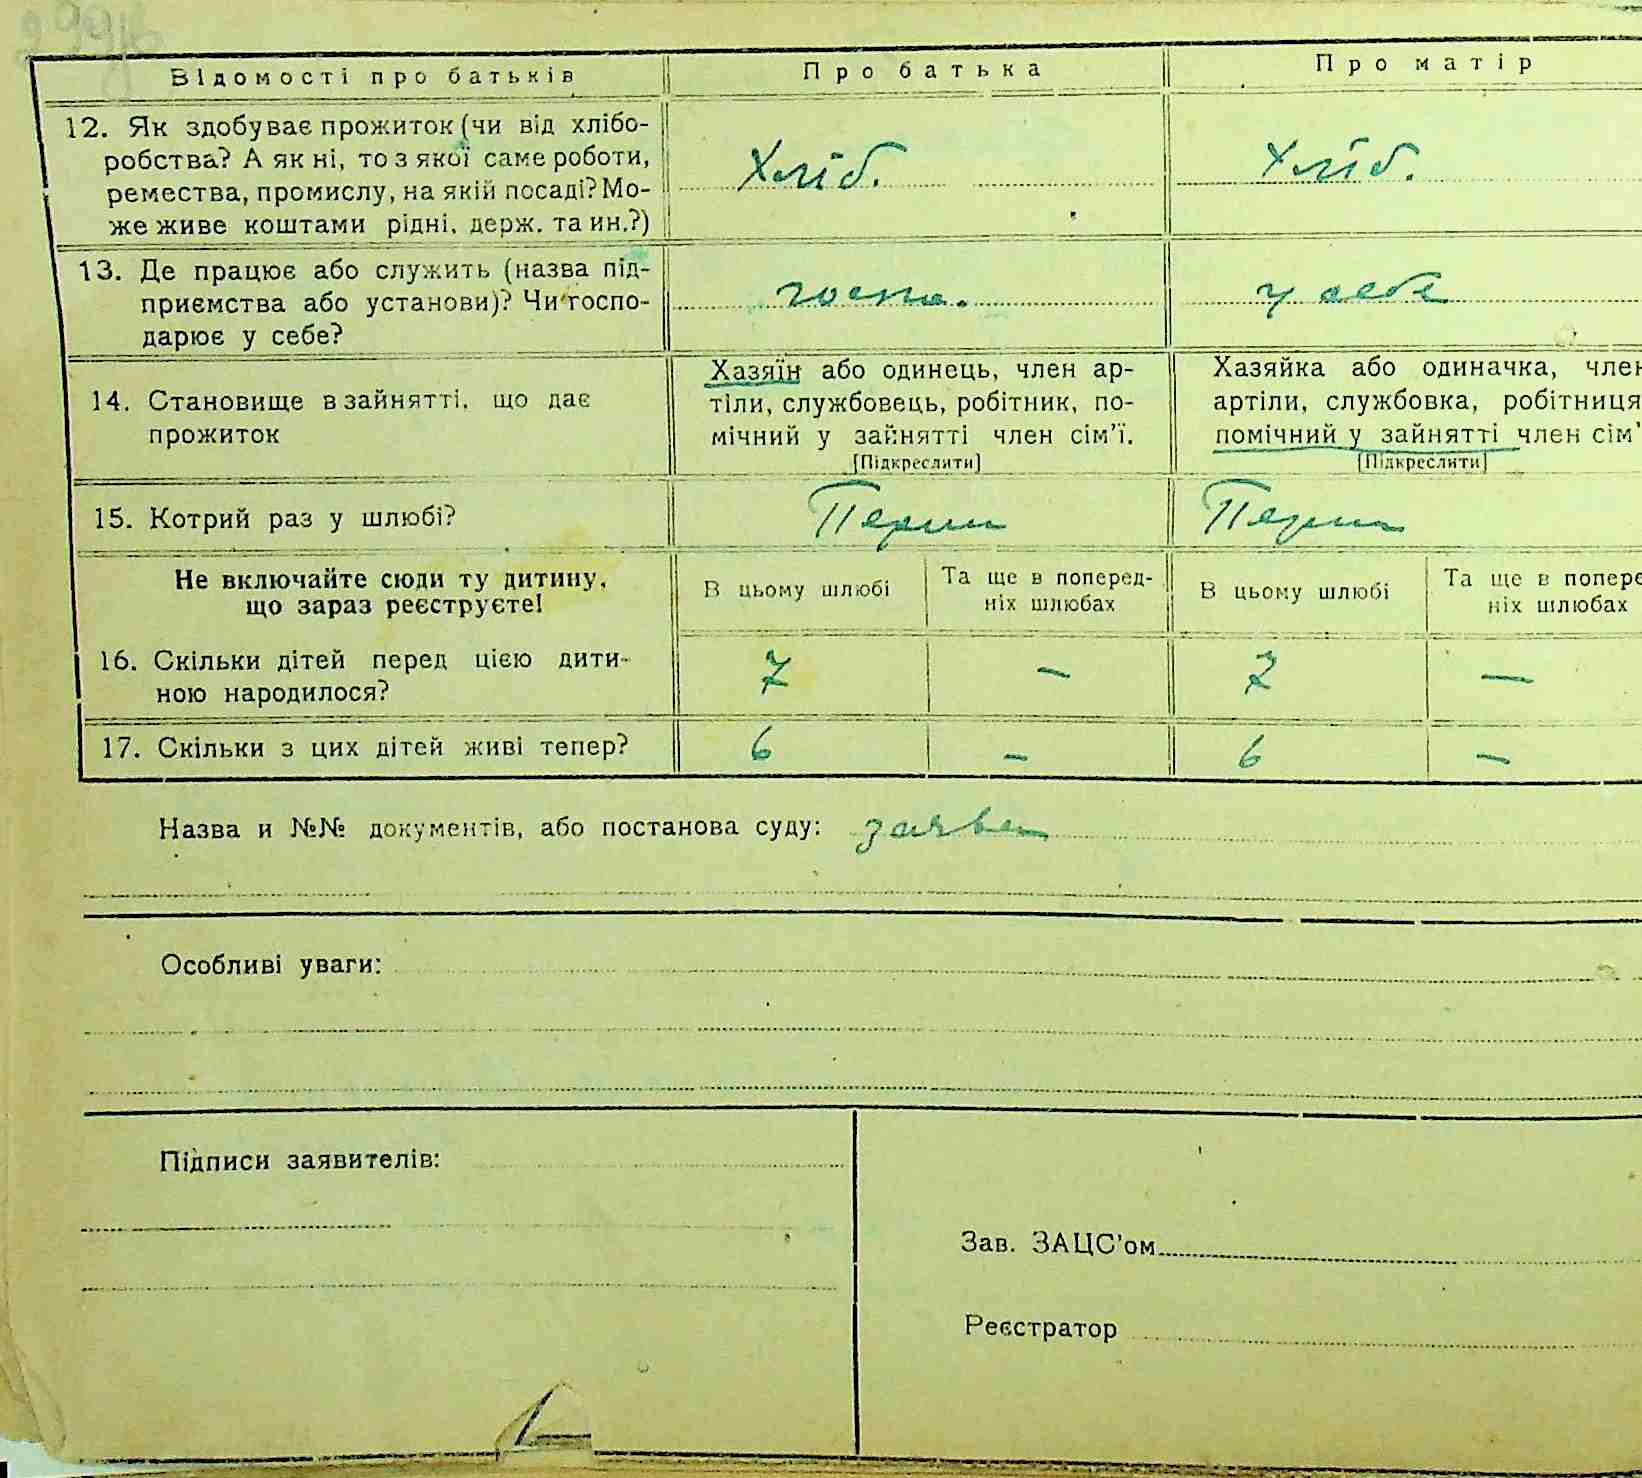 Відомості про батьків Про батька Про матір
12. Як здобуває прожиток (чи від хлібо-
робства? А як ні, то з якої саме роботи,
ремества, промислу, на якій посаді? Мо-
же живе коштами рідні, держ. та ин.?)
Хліб. Хліб.
13. Де працює або служить (назва під-
приємства або установи)? Чи госпо-
дарює у себе?
госпо. у себе
14. Становище в зайнятті, що дає
прожиток
Хазяїн або одинець, член ар-
тіли, службовець, робітник, по-
мічний у зайнятті член сім'ї.
[Підкреслити]
Хазяйка або одиначка, член
артіли, службовка, робітниця
помічний у зайнятті член сім'
[Підкреслити]
15. Котрий раз у шлюбі?
Перш Перш
Не включайте сюди ту дитину,
що зараз реєструєте!
В цьому шлюбі
Та ще в поперед-
ніх шлюбах
В цьому шлюбі
Та ще в попере
ніх шлюбах
16. Скільки дітей перед цією дити-
ною народилося?
7 — 7 —
17. Скільки з цих дітей живі тепер?
6 — 6 —
Назва и №№ документів, або постанова суду: заява
Особливі уваги:
Підписи заявителів:
Зав. ЗАЦС'ом
Реєстратор